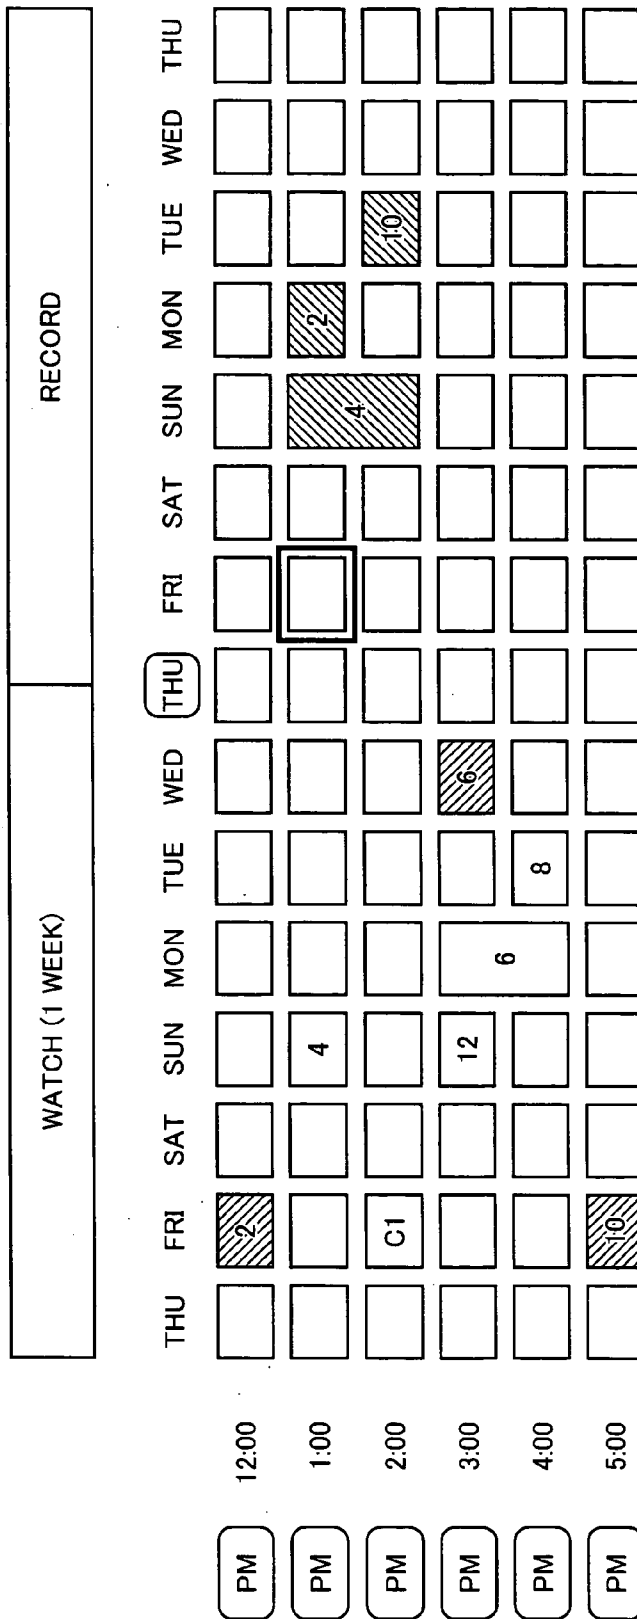 WATCH (1 WEEK) RECORD
THU FRI SAT SUN MON TUE WED THU FRI SAT SUN MON TUE WED THU
PM 12:00 2
PM 1:00 4 4 2
PM 2:00 C1 10
PM 3:00 12 6 6
PM 4:00 8
PM 5:00 10